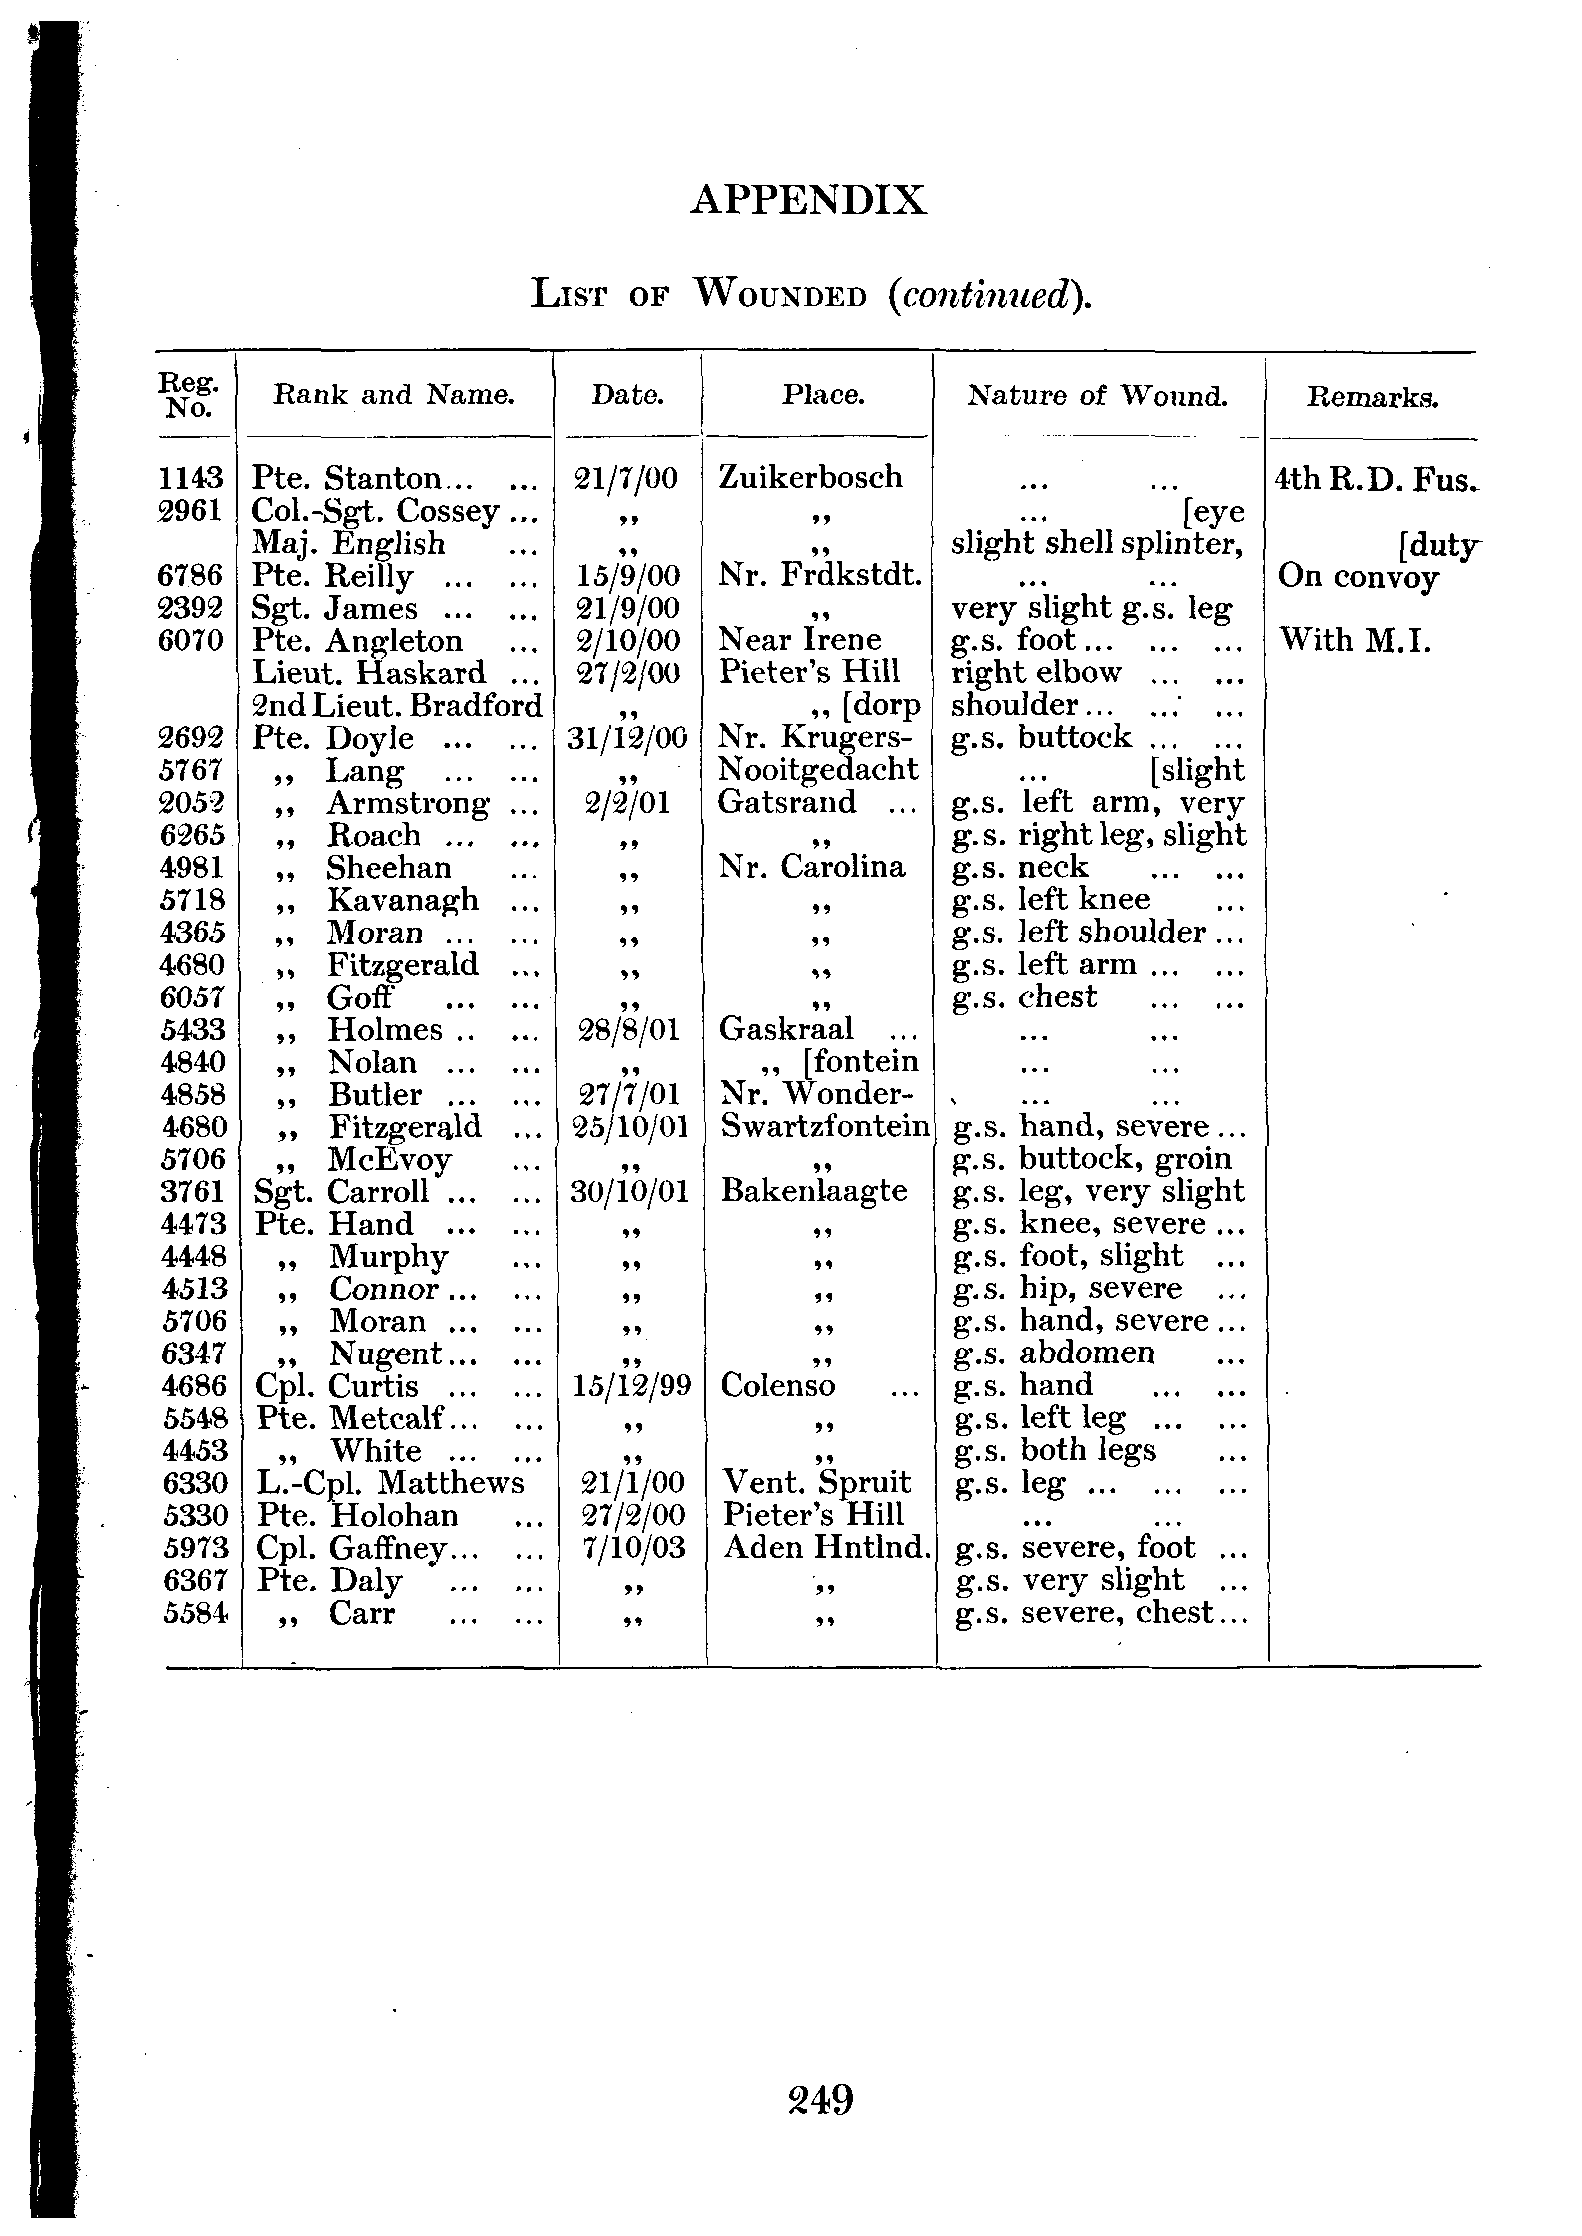 APPENDIX
LIST OF WOUNDED (continued).
Reg. No. Rank and Name. Date. Place. Nature of Wound. Remarks.
1143 Pte. Stanton... ... 21/7/00 Zuikerbosch ... ... 4th R.D. Fus.
2961 Col.-Sgt. Cossey ... ,, ,, ... [eye
Maj. English ... ,, ,, slight shell splinter, [duty
6786 Pte. Reilly ... ... 15/9/00 Nr. Frdkstdt. ... ... On convoy
2392 Sgt. James ... ... 21/9/00 ,, very slight g.s. leg
6070 Pte. Angleton ... 2/10/00 Near Irene g.s. foot... ... ... With M.I.
Lieut. Haskard ... 27/2/00 Pieter's Hill right elbow ... ...
2nd Lieut. Bradford ,, ,, [dorp shoulder... ... ...
2692 Pte. Doyle ... ... 31/12/00 Nr. Krugers- g.s. buttock ... ...
5767 ,, Lang ... ... ,, Nooitgedacht ... [slight
2052 ,, Armstrong ... 2/2/01 Gatsrand ... g.s. left arm, very
6265 ,, Roach ... ... ,, ,, g.s. right leg, slight
4981 ,, Sheehan ... ,, Nr. Carolina g.s. neck ... ...
5718 ,, Kavanagh ... ,, ,, g.s. left knee ...
4365 ,, Moran ... ... ,, ,, g.s. left shoulder ...
4680 ,, Fitzgerald ... ,, ,, g.s. left arm ... ...
6057 ,, Goff ... ... ,, ,, g.s. chest ... ...
5433 ,, Holmes .. ... 28/8/01 Gaskraal ... ... ...
4840 ,, Nolan ... ... ,, ,, [fontein ... ...
4858 ,, Butler ... ... 27/7/01 Nr. Wonder- ... ...
4680 ,, Fitzgerald ... 25/10/01 Swartzfontein g.s. hand, severe ...
5706 ,, McEvoy ... ,, ,, g.s. buttock, groin
3761 Sgt. Carroll ... ... 30/10/01 Bakenlaagte g.s. leg, very slight
4473 Pte. Hand ... ... ,, ,, g.s. knee, severe ...
4448 ,, Murphy ... ,, ,, g.s. foot, slight ...
4513 ,, Connor ... ... ,, ,, g.s. hip, severe ...
5706 ,, Moran ... ... ,, ,, g.s. hand, severe ...
6347 ,, Nugent... ... ,, ,, g.s. abdomen ...
4686 Cpl. Curtis ... ... 15/12/99 Colenso ... g.s. hand ... ...
5548 Pte. Metcalf... ... ,, ,, g.s. left leg ... ...
4453 ,, White ... ... ,, ,, g.s. both legs ...
6330 L.-Cpl. Matthews 21/1/00 Vent. Spruit g.s. leg ... ... ...
5330 Pte. Holohan ... 27/2/00 Pieter's Hill ... ...
5973 Cpl. Gaffney... ... 7/10/03 Aden Hntlnd. g.s. severe, foot ...
6367 Pte. Daly ... ... ,, ,, g.s. very slight ...
5584 ,, Carr ... ... ,, ,, g.s. severe, chest...
249